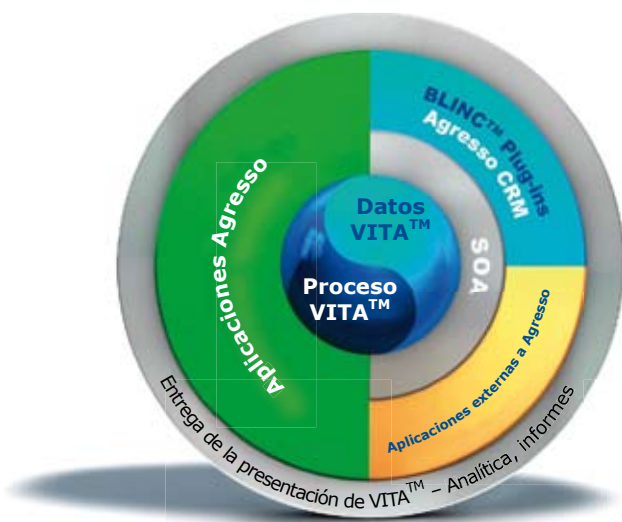 BLINC™ Plug-ins
Agresso CRM
Aplicaciones Agresso
Datos
VITA™
SOA
Proceso
VITA™
Aplicaciones externas a Agresso
Entrega de la presentación de VITA™ – Analítica, informes